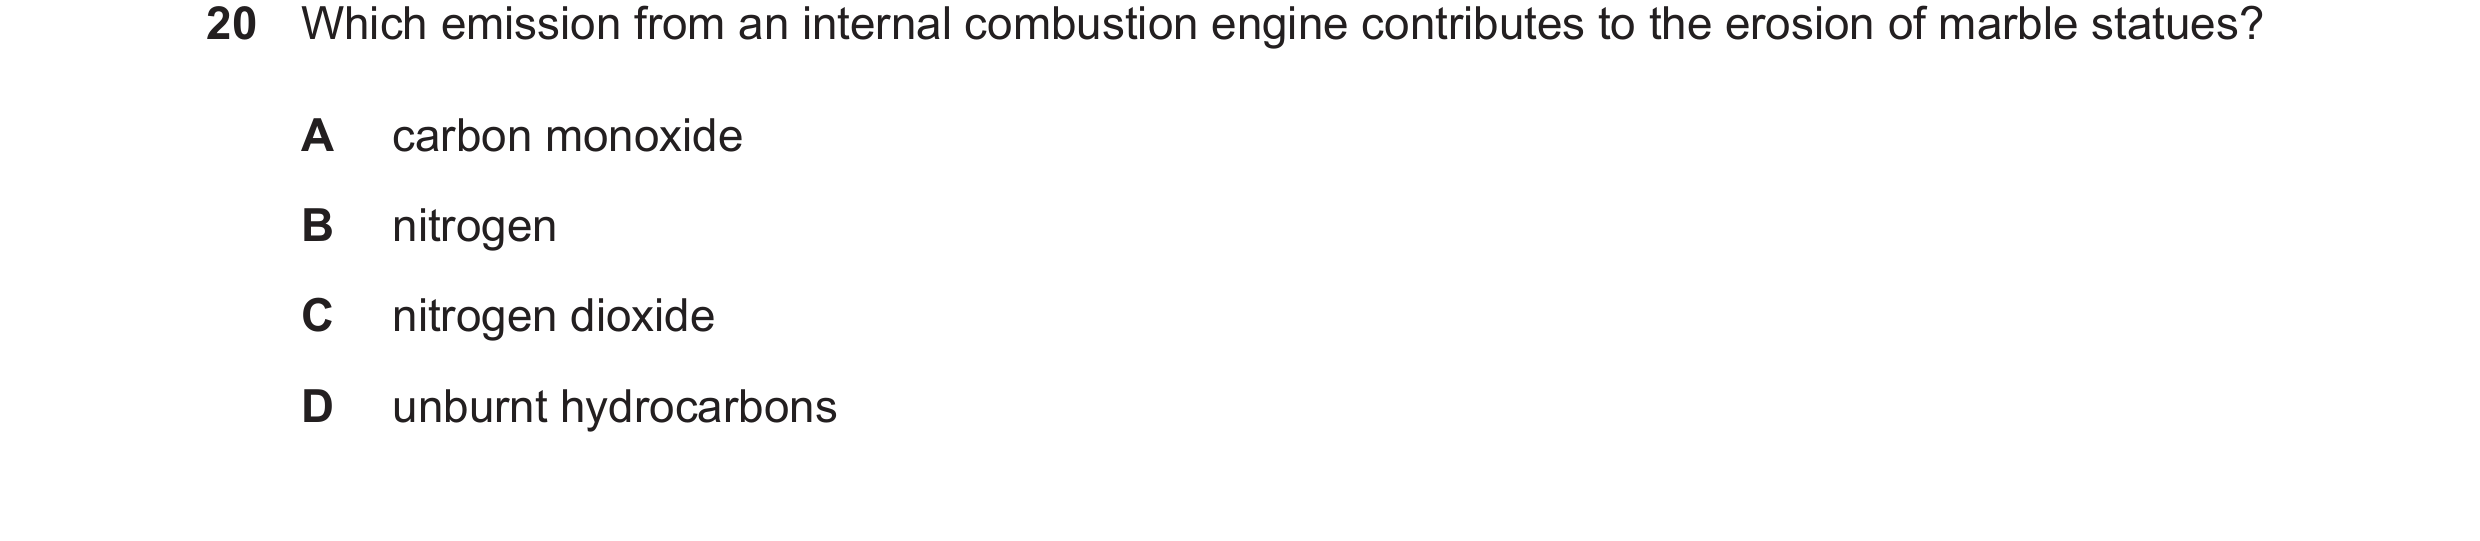 20 Which emission from an internal combustion engine contributes to the erosion of marble statues?
A carbon monoxide
B nitrogen
C nitrogen dioxide
D unburnt hydrocarbons